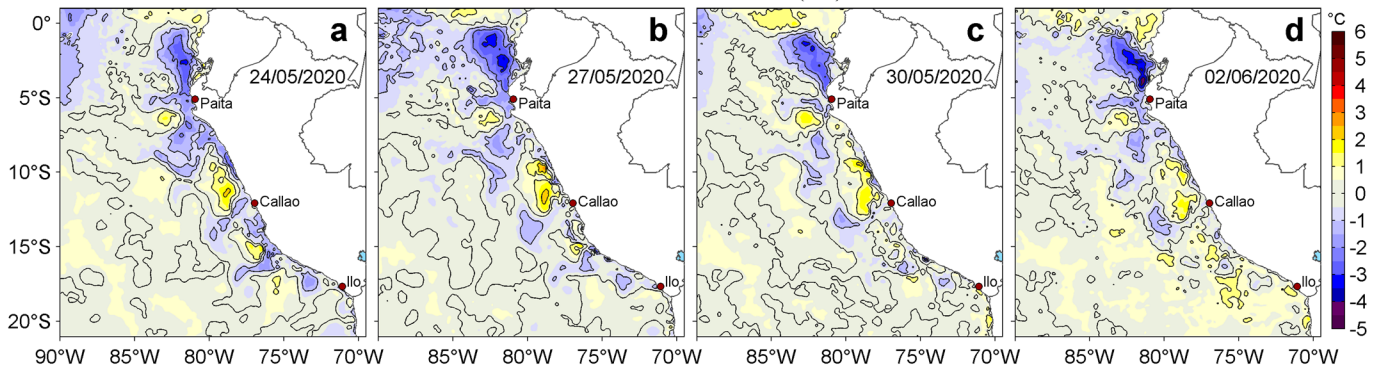 a
b
c
d
24/05/2020
27/05/2020
30/05/2020
02/06/2020
0°
5°S
10°S
15°S
20°S
Paita
Callao
Ilo
Paita
Callao
Ilo
Paita
Callao
Ilo
Paita
Callao
Ilo
90°W
85°W
80°W
75°W
70°W
85°W
80°W
75°W
70°W
85°W
80°W
75°W
70°W
85°W
80°W
75°W
70°W
°C
6
5
4
3
2
1
0
-1
-2
-3
-4
-5